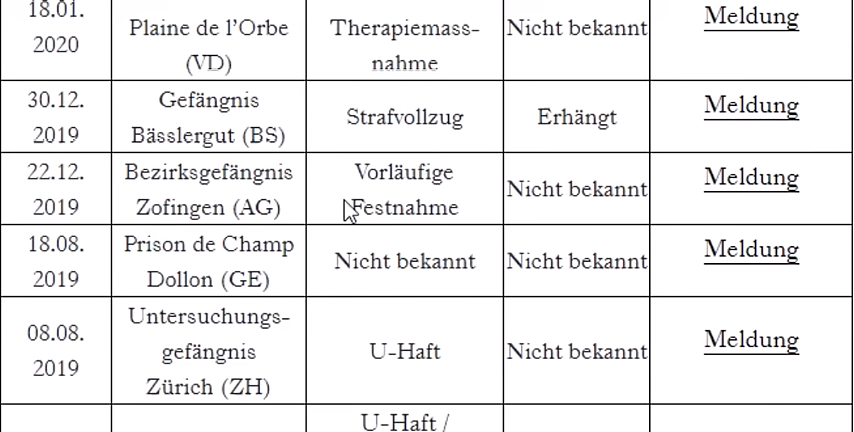 18.01.
2020
Plaine de l'Orbe
(VD)
Therapiemass-
nahme
Nicht bekannt
Meldung
30.12.
2019
Gefängnis
Bässlergut (BS)
Strafvollzug
Erhängt
Meldung
22.12.
2019
Bezirksgefängnis
Zofingen (AG)
Vorläufige
Festnahme
Nicht bekannt
Meldung
18.08.
2019
Prison de Champ
Dollon (GE)
Nicht bekannt
Nicht bekannt
Meldung
08.08.
2019
Untersuchungs-
gefängnis
Zürich (ZH)
U-Haft
Nicht bekannt
Meldung
U-Haft /